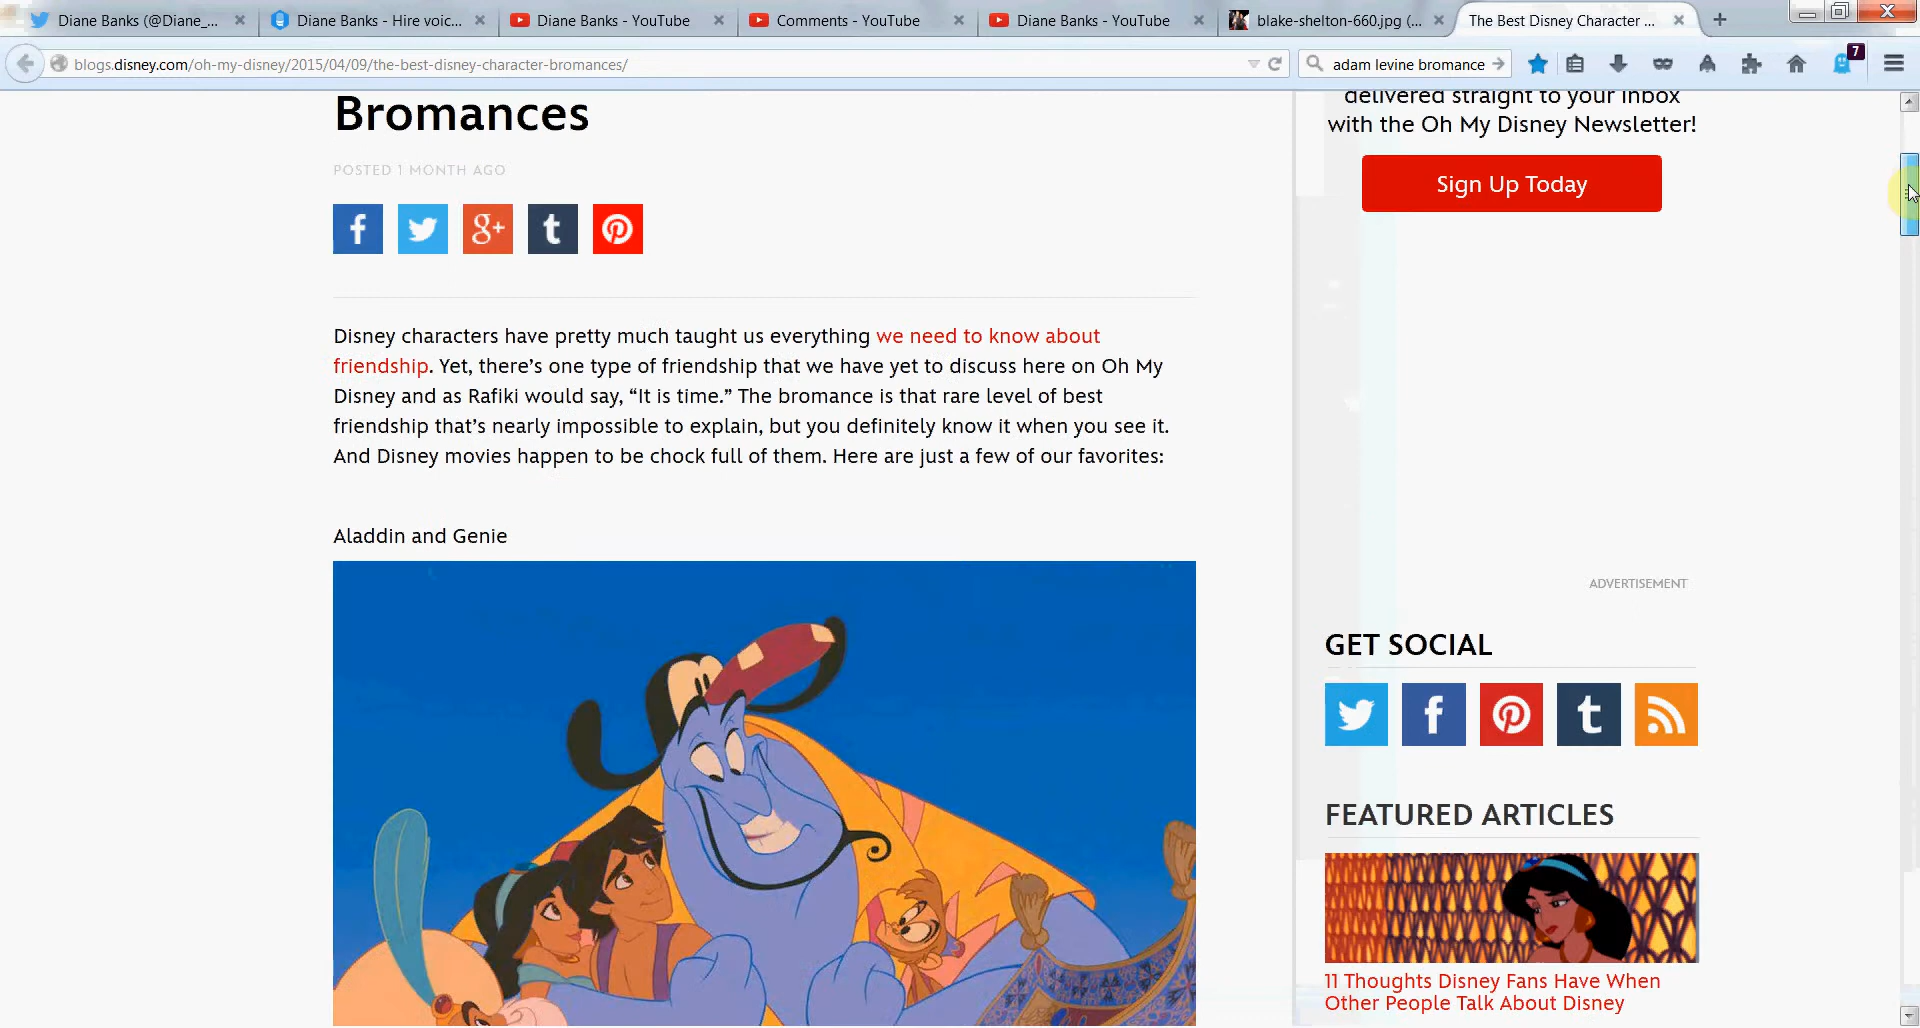 Diane Banks (@Diane_...
Diane Banks - Hire voic...
Diane Banks - YouTube
Comments - YouTube
Diane Banks - YouTube
blake-shelton-660.jpg (...
The Best Disney Character ...
blogs.disney.com/oh-my-disney/2015/04/09/the-best-disney-character-bromances/
adam levine bromance
7
Bromances
POSTED 1 MONTH AGO
Disney characters have pretty much taught us everything we need to know about
friendship. Yet, there’s one type of friendship that we have yet to discuss here on Oh My
Disney and as Rafiki would say, “It is time.” The bromance is that rare level of best
friendship that’s nearly impossible to explain, but you definitely know it when you see it.
And Disney movies happen to be chock full of them. Here are just a few of our favorites:
Aladdin and Genie
delivered straight to your inbox
with the Oh My Disney Newsletter!
Sign Up Today
ADVERTISEMENT
GET SOCIAL
FEATURED ARTICLES
11 Thoughts Disney Fans Have When
Other People Talk About Disney